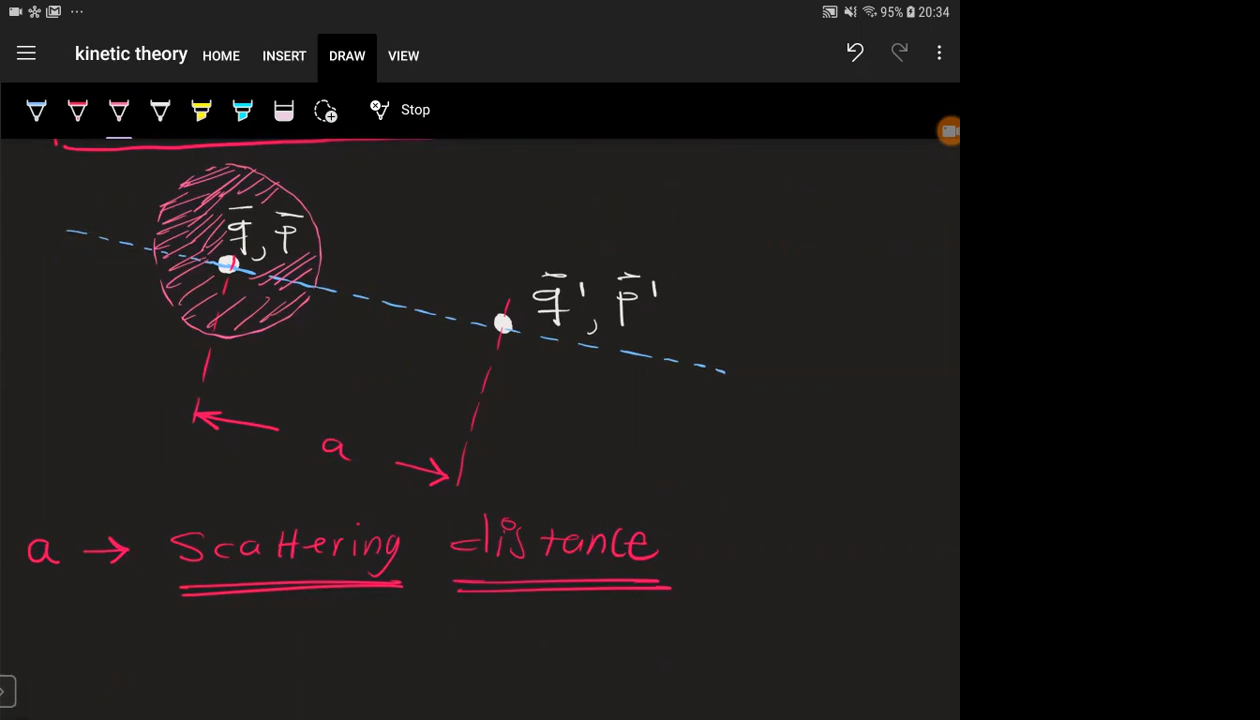 95% 20:34
kinetic theory HOME INSERT DRAW VIEW
Stop
q̅, p̅
q̅', p̅'
a
a → Scattering distance